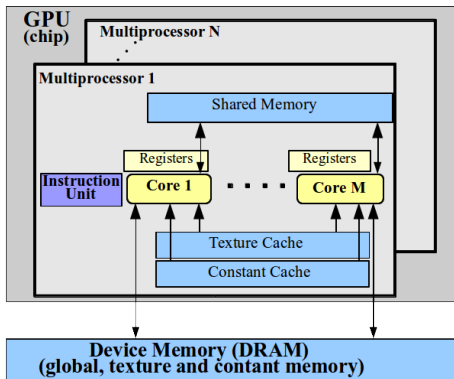 GPU
(chip)
Multiprocessor N
Multiprocessor 1
Shared Memory
Registers
Registers
Instruction
Unit
Core 1
Core M
Texture Cache
Constant Cache
Device Memory (DRAM)
(global, texture and contant memory)